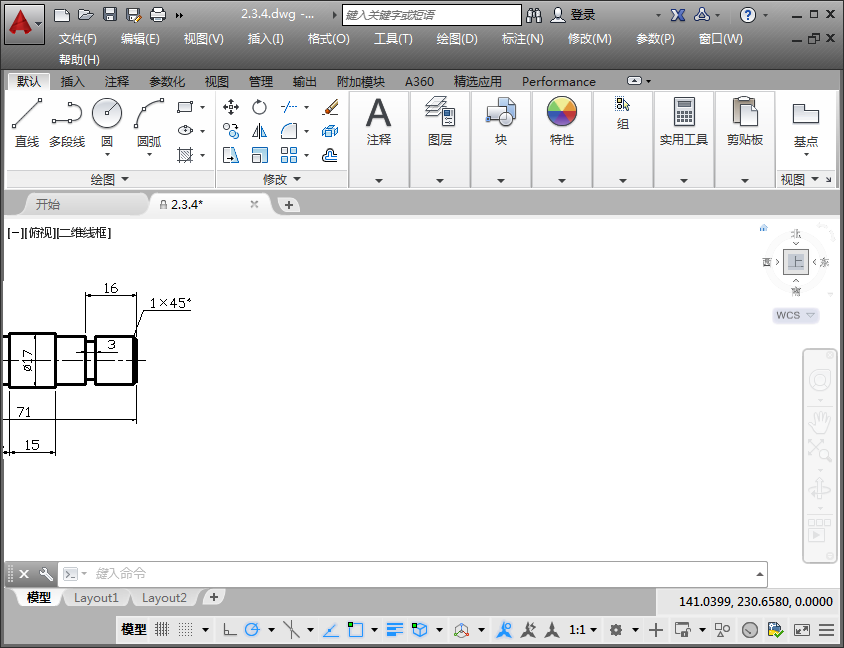 2.3.4.dwg -...
键入关键字或短语
登录
文件(F) 编辑(E) 视图(V) 插入(I) 格式(O) 工具(T) 绘图(D) 标注(N) 修改(M) 参数(P) 窗口(W)
帮助(H)
默认 插入 注释 参数化 视图 管理 输出 附加模块 A360 精选应用 Performance
直线 多段线 圆 圆弧 注释 图层 块 特性 组 实用工具 剪贴板 基点
绘图 修改 视图
开始 2.3.4*
[−][俯视][二维线框]
北
西 上 东
南
WCS
16
1×45°
3
ø17
71
15
键入命令
模型 Layout1 Layout2
141.0399, 230.6580, 0.0000
模型 1:1